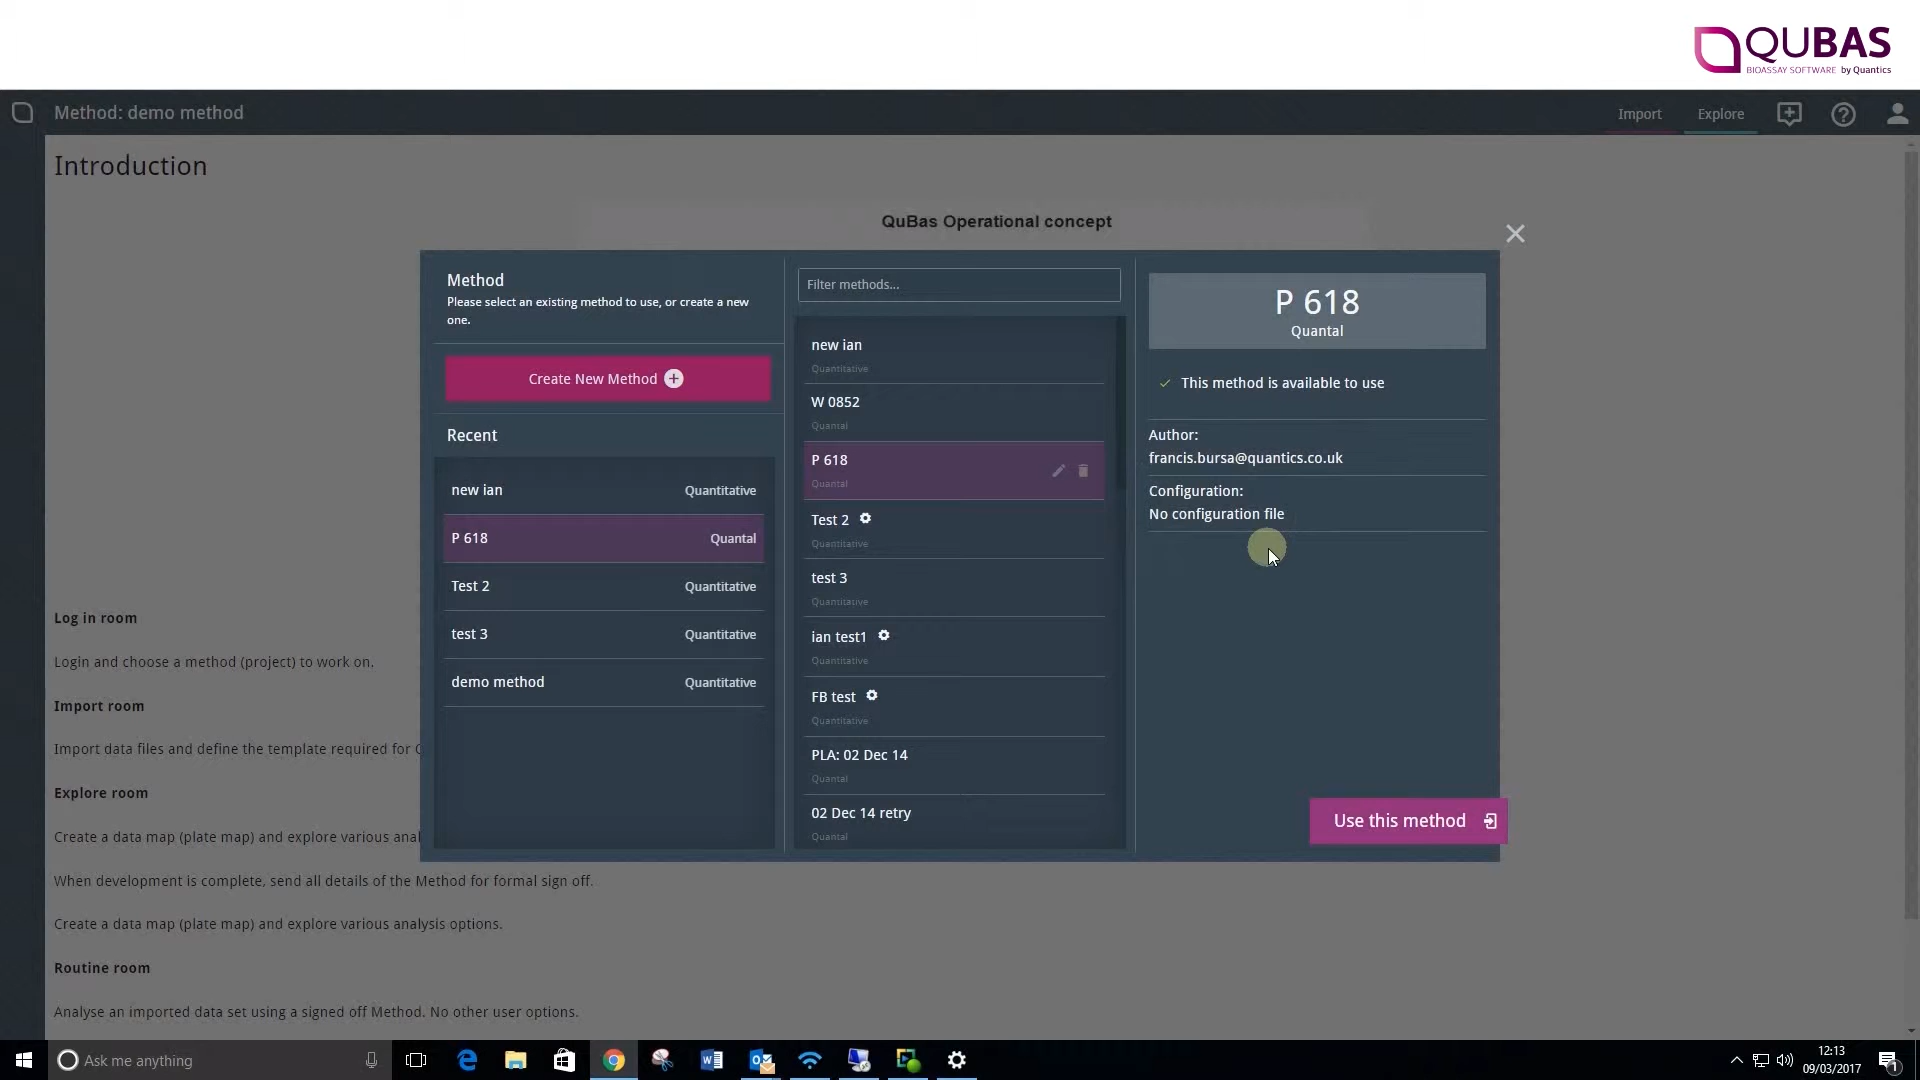 QUBAS
BIOASSAY SOFTWARE by Quantics
Method: demo method
Import
Explore
Introduction
QuBas Operational concept
Method
Please select an existing method to use, or create a new
one.
Create New Method
Recent
new ian Quantitative
P 618 Quantal
Test 2 Quantitative
test 3 Quantitative
demo method Quantitative
Filter methods...
new ian
Quantitative
W 0852
Quantal
P 618
Quantal
Test 2
Quantitative
test 3
Quantitative
ian test1
Quantitative
FB test
Quantitative
PLA: 02 Dec 14
Quantal
02 Dec 14 retry
Quantal
P 618
Quantal
This method is available to use
Author:
francis.bursa@quantics.co.uk
Configuration:
No configuration file
Use this method
Log in room
Login and choose a method (project) to work on.
Import room
Import data files and define the template required for
Explore room
Create a data map (plate map) and explore various
When development is complete, send all details of the Method for formal sign off.
Create a data map (plate map) and explore various analysis options.
Routine room
Analyse an imported data set using a signed off Method. No other user options.
Ask me anything
12:13
09/03/2017
1